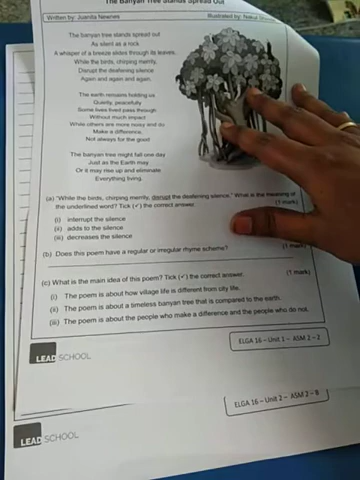 The Banyan Tree Stands Spread Out
Written by: Juanita Newnes
Illustrated by:
The banyan tree stands spread out
As silent as a rock.
A whisper of a breeze slides through its leaves.
While the birds, chirping merrily,
Disrupt the deafening silence
Again and again and again.
The earth remains holding us
Quietly, peacefully
Some lives lived pass through
Without much impact
While others are more noisy and do
Make a difference,
Not always for the good
The banyan tree might fall one day
Just as the Earth may
Or it may rise up and eliminate
Everything living.
(a) "While the birds, chirping merrily, disrupt the deafening silence." What is the meaning of
the underlined word? Tick (✓) the correct answer.
(1 mark)
(i) interrupt the silence
(ii) adds to the silence
(iii) decreases the silence
(b) Does this poem have a regular or irregular rhyme scheme?
(1 mark)
(c) What is the main idea of this poem? Tick (✓) the correct answer.
(1 mark)
(i) The poem is about how village life is different from city life.
(ii) The poem is about a timeless banyan tree that is compared to the earth.
(iii) The poem is about the people who make a difference and the people who do not.
LEAD SCHOOL
ELGA 16 – Unit 1 – ASM 2 – 2
LEAD SCHOOL
ELGA 16 – Unit 2 – ASM 2 – 8